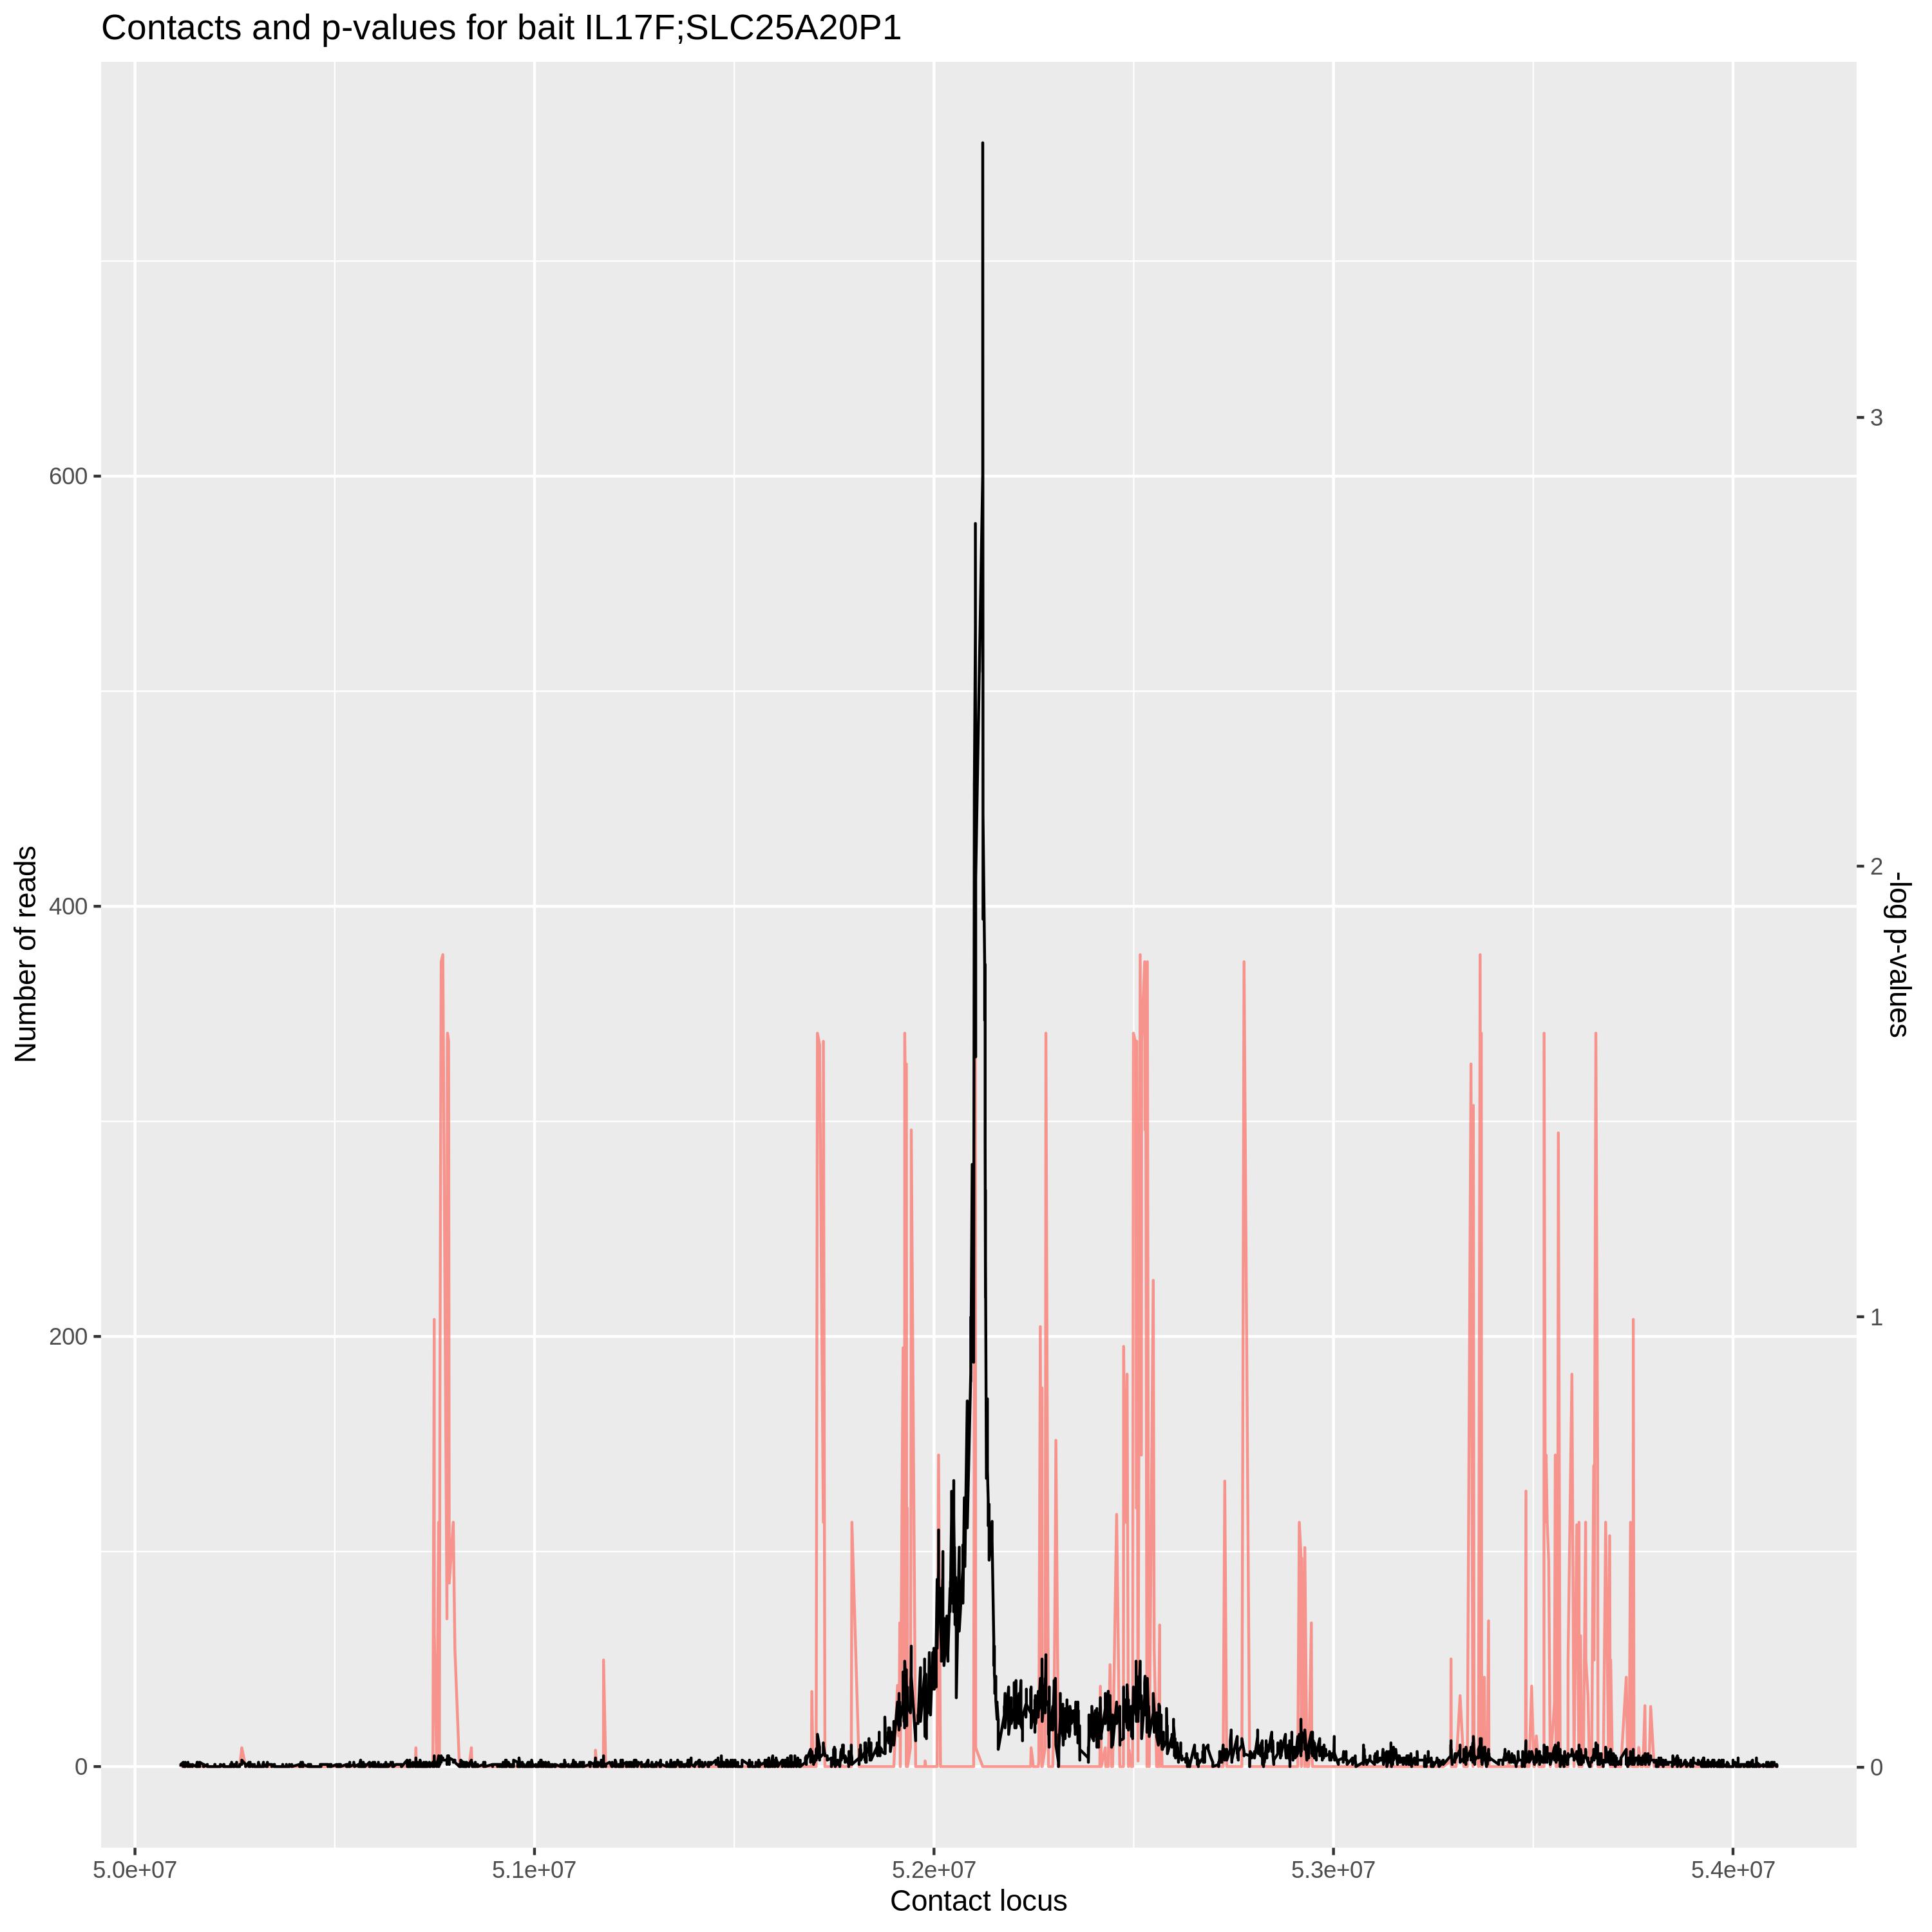 Contacts and p-values for bait IL17F;SLC25A20P1
600
400
200
0
Number of reads
3
2
1
0
-log p-values
5.0e+07
5.1e+07
5.2e+07
5.3e+07
5.4e+07
Contact locus